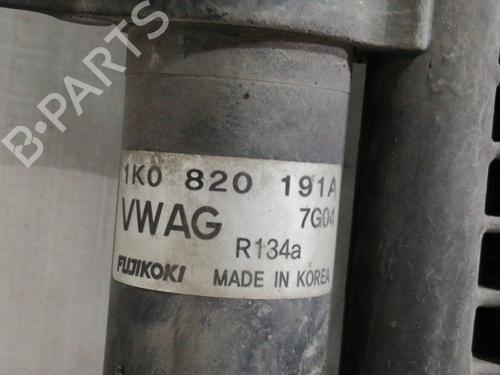 B-PARTS
1K0 820 191A
VWAG 7G04
R134a
FUJIKOKI MADE IN KOREA